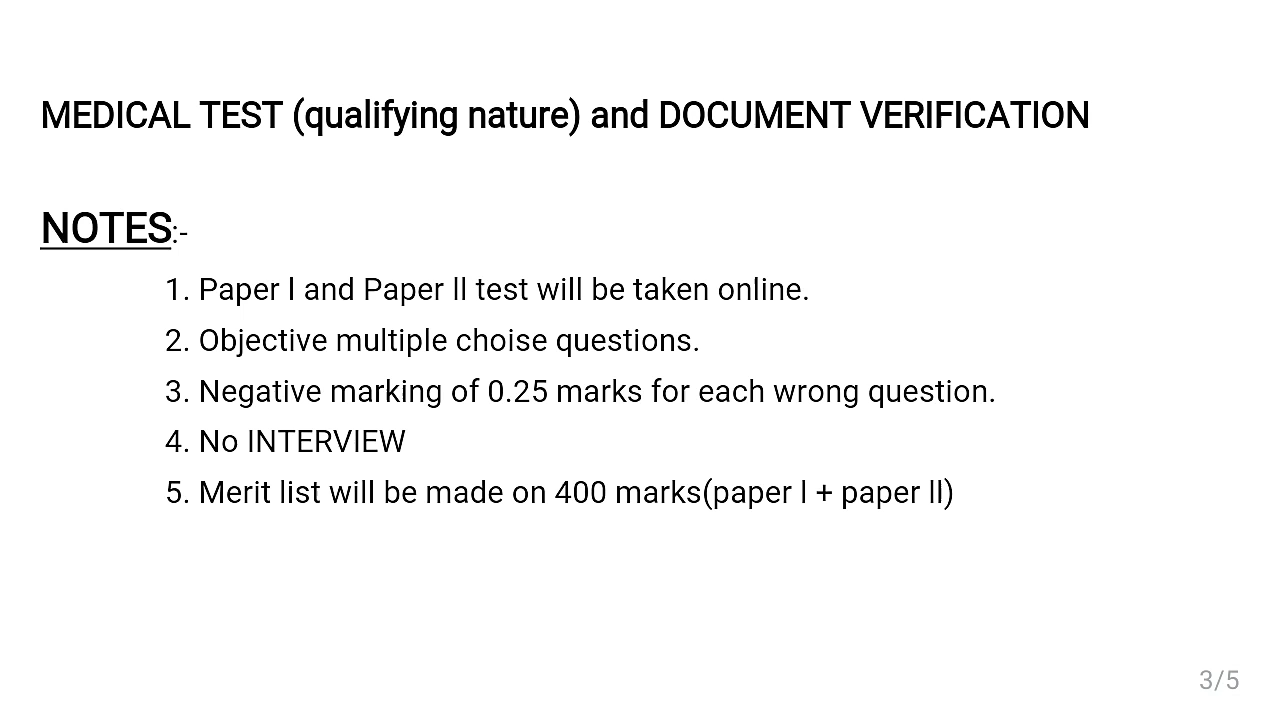 MEDICAL TEST (qualifying nature) and DOCUMENT VERIFICATION
NOTES:-
1. Paper l and Paper ll test will be taken online.
2. Objective multiple choise questions.
3. Negative marking of 0.25 marks for each wrong question.
4. No INTERVIEW
5. Merit list will be made on 400 marks(paper l + paper ll)
3/5